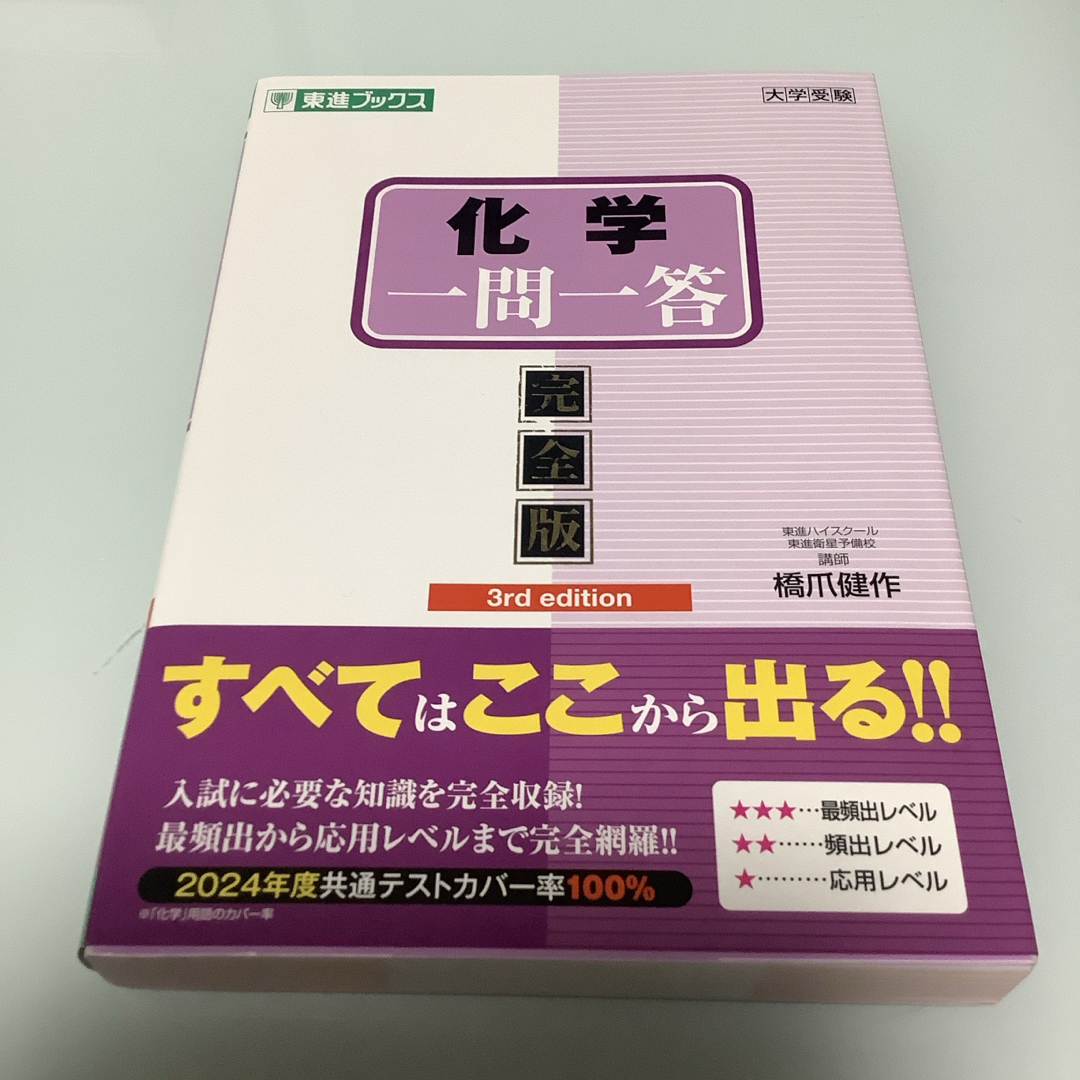 東進ブックス
大学受験
化学
一問一答
完
全
版
3rd edition
東進ハイスクール
東進衛星予備校
講師
橋爪健作
すべてはここから出る!!
入試に必要な知識を完全収録!
最頻出から応用レベルまで完全網羅!!
2024年度共通テストカバー率100%
※「化学」用語のカバー率
★★★…最頻出レベル
★★……頻出レベル
★………応用レベル